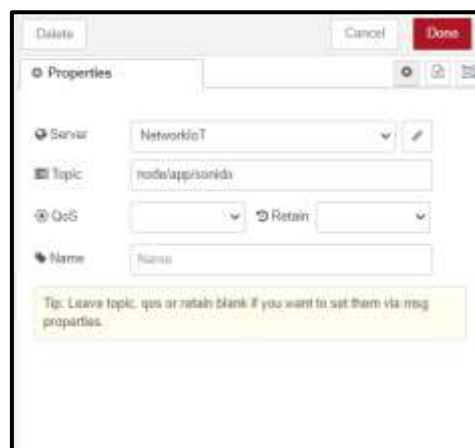 Delete
Cancel
Done
Properties
Server
NetworkIoT
Topic
node/app/sonido
QoS
Retain
Name
Name
Tip: Leave topic, qos or retain blank if you want to set them via msg
properties.